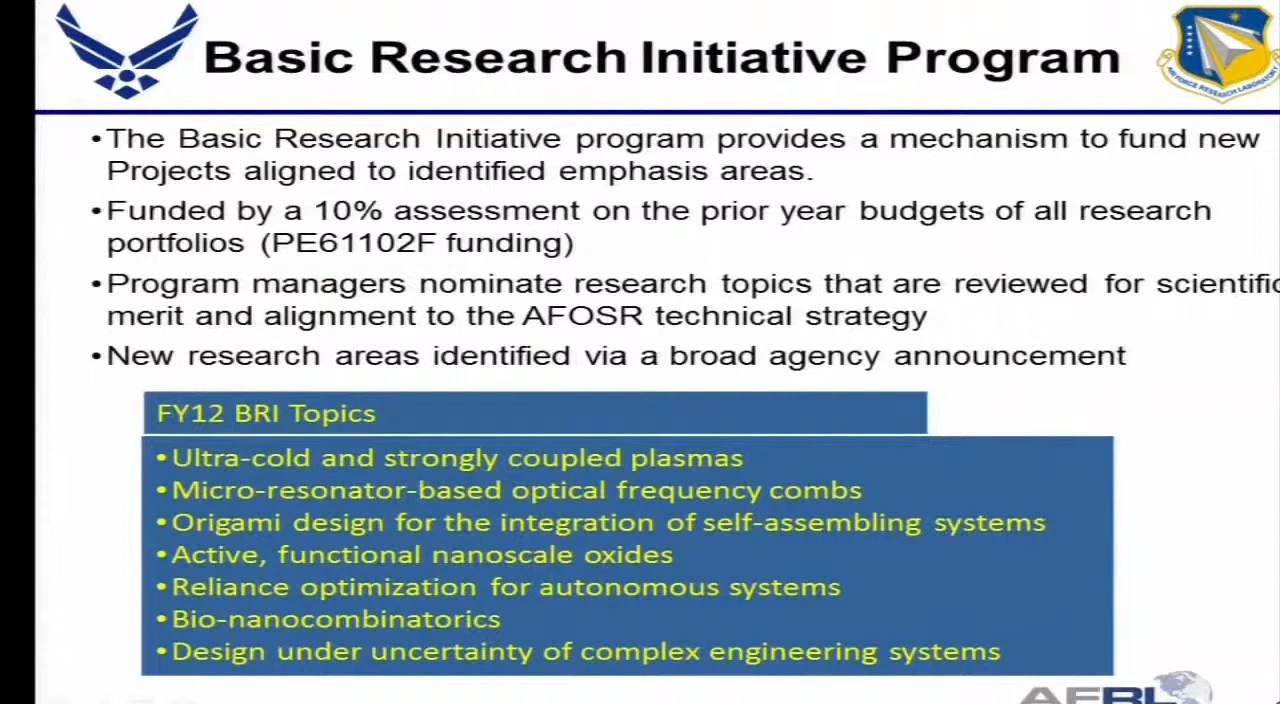 Basic Research Initiative Program
AIR FORCE RESEARCH LABORATORY
•The Basic Research Initiative program provides a mechanism to fund new
Projects aligned to identified emphasis areas.
•Funded by a 10% assessment on the prior year budgets of all research
portfolios (PE61102F funding)
•Program managers nominate research topics that are reviewed for scientific
merit and alignment to the AFOSR technical strategy
•New research areas identified via a broad agency announcement
FY12 BRI Topics
•Ultra-cold and strongly coupled plasmas
•Micro-resonator-based optical frequency combs
•Origami design for the integration of self-assembling systems
•Active, functional nanoscale oxides
•Reliance optimization for autonomous systems
•Bio-nanocombinatorics
•Design under uncertainty of complex engineering systems
AFRL